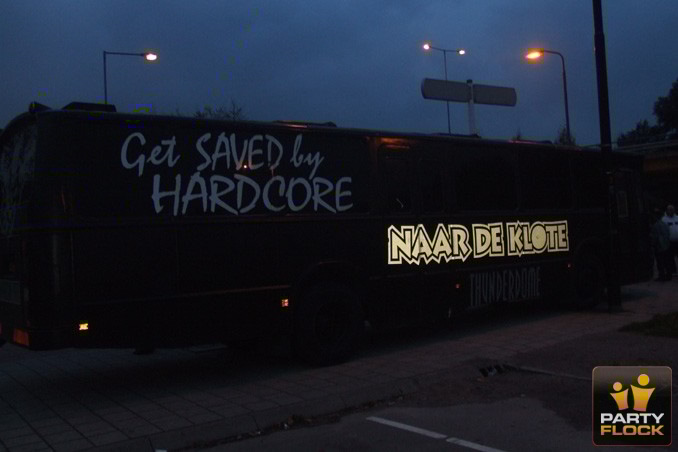 Get SAVED by
HARDCORE
NAAR DE KLOTE
THUNDERDOME
PARTY
FLOCK